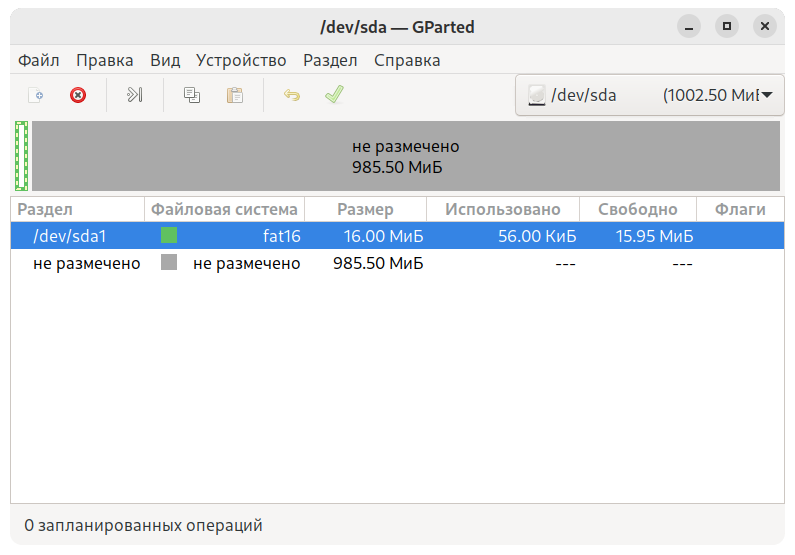 /dev/sda — GParted
Файл Правка Вид Устройство Раздел Справка
/dev/sda (1002.50 МиБ
не размечено
985.50 МиБ
Раздел Файловая система Размер Использовано Свободно Флаги
/dev/sda1 fat16 16.00 МиБ 56.00 КиБ 15.95 МиБ
не размечено не размечено 985.50 МиБ --- ---
0 запланированных операций